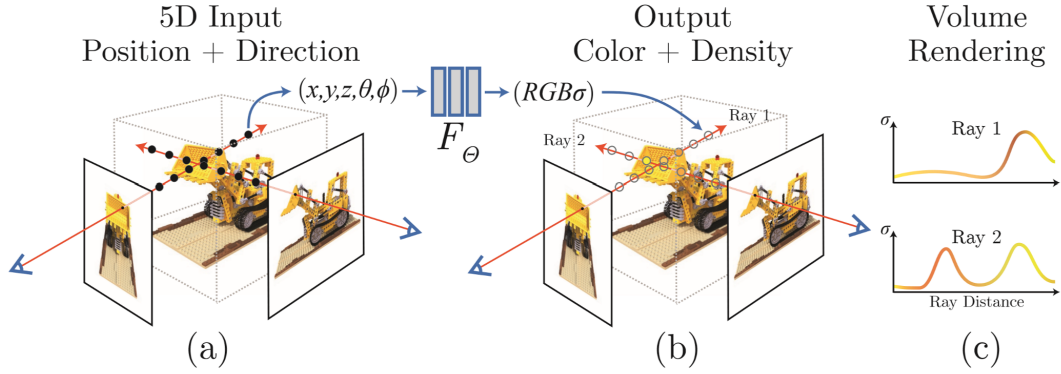 5D Input
Position + Direction
Output
Color + Density
Volume
Rendering
(x,y,z,θ,ϕ)
F_Θ
(RGBσ)
Ray 1
Ray 2
σ
Ray 1
σ
Ray 2
Ray Distance
(a)
(b)
(c)